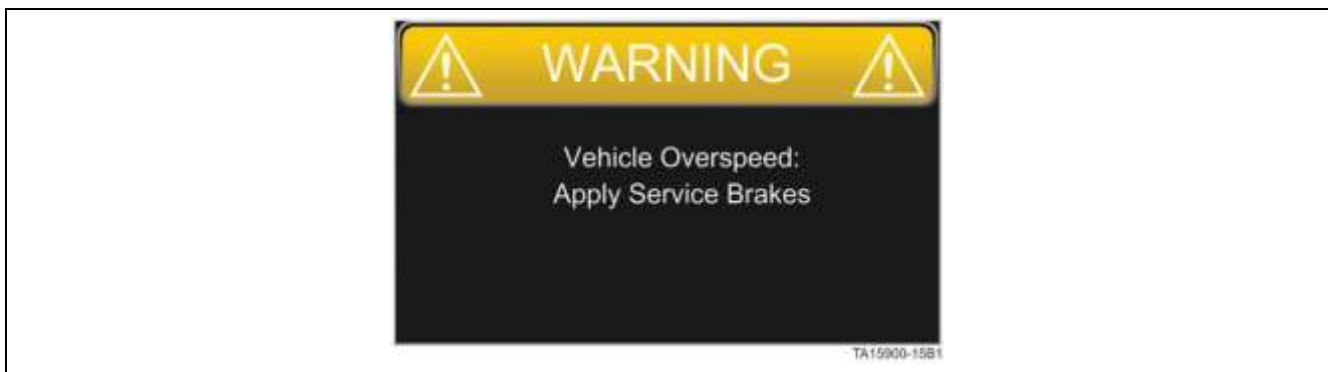 WARNING
Vehicle Overspeed:
Apply Service Brakes
TA15900-15B1